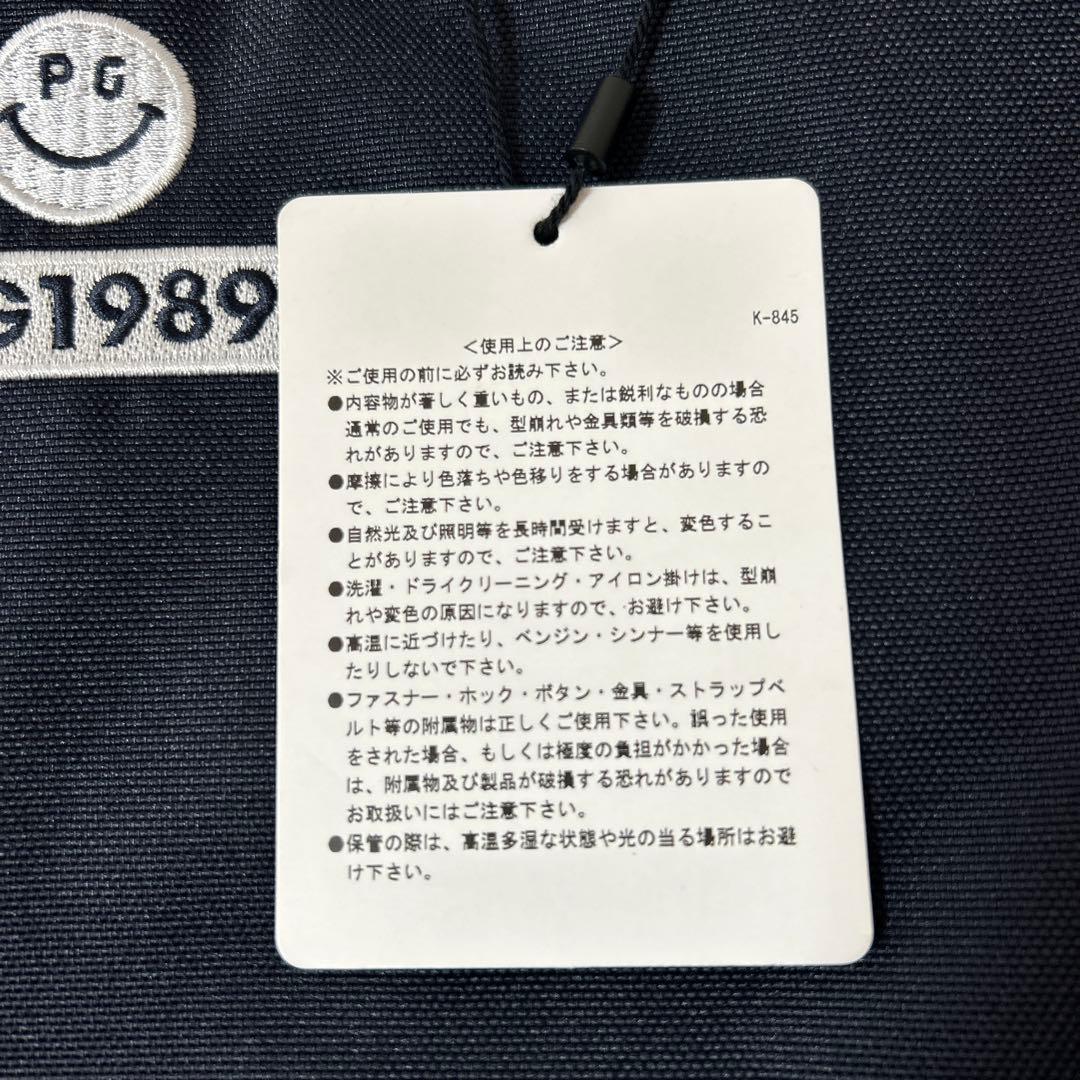 PG
G1989
K-845
＜使用上のご注意＞
※ご使用の前に必ずお読み下さい。
●内容物が著しく重いもの、または鋭利なものの場合
通常のご使用でも、型崩れや金具類等を破損する恐
れがありますので、ご注意下さい。
●摩擦により色落ちや色移りをする場合がありますの
で、ご注意下さい。
●自然光及び照明等を長時間受けますと、変色するこ
とがありますので、ご注意下さい。
●洗濯・ドライクリーニング・アイロン掛けは、型崩
れや変色の原因になりますので、お避け下さい。
●高温に近づけたり、ベンジン・シンナー等を使用し
たりしないで下さい。
●ファスナー・ホック・ボタン・金具・ストラップベ
ルト等の附属物は正しくご使用下さい。誤った使用
をされた場合、もしくは極度の負担がかかった場合
は、附属物及び製品が破損する恐れがありますので
お取扱いにはご注意下さい。
●保管の際は、高温多湿な状態や光の当る場所はお避
け下さい。